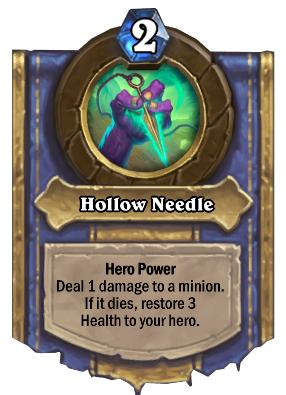 2
Hollow Needle
Hero Power
Deal 1 damage to a minion.
If it dies, restore 3
Health to your hero.